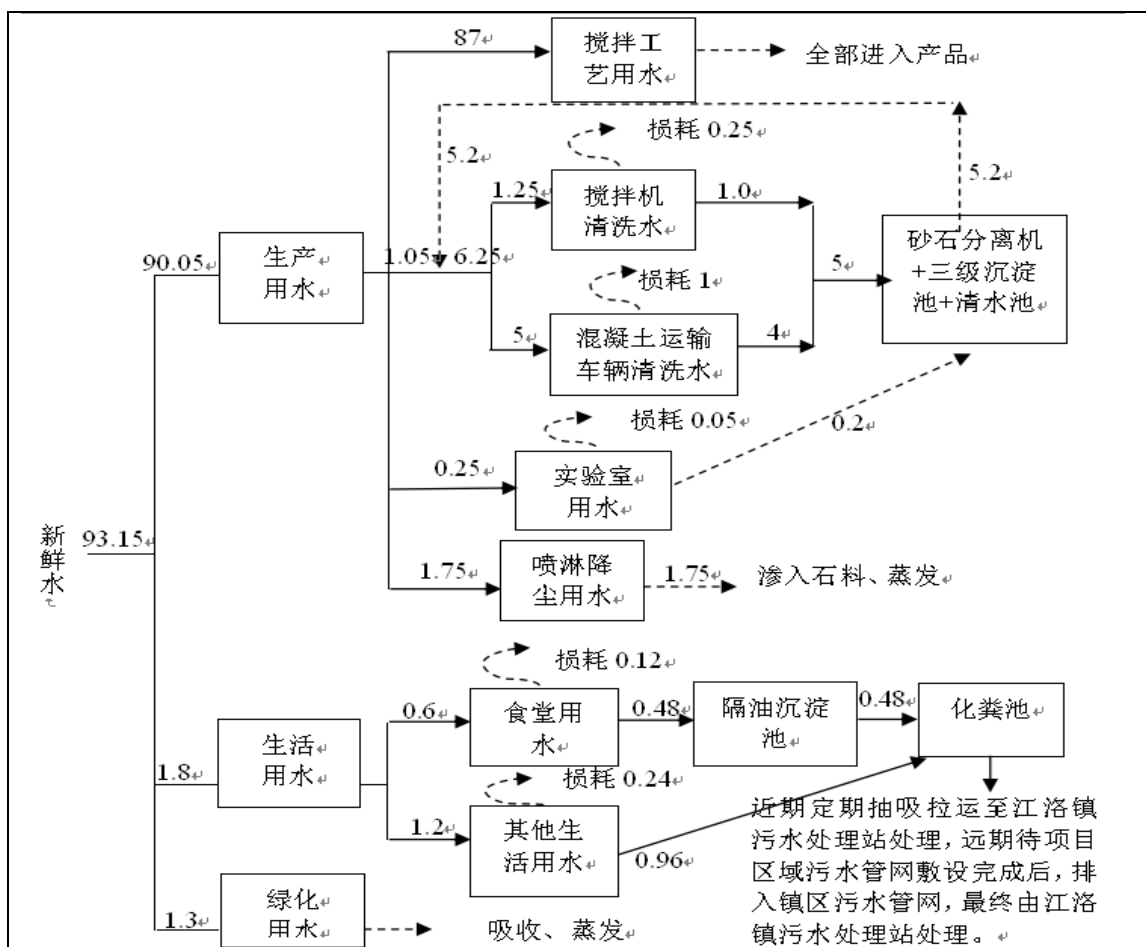 87
搅拌工
艺用水
全部进入产品
损耗 0.25
5.2
1.25
搅拌机
清洗水
1.0
5.2
90.05
生产
用水
1.05
6.25
损耗 1
5
砂石分离机
+三级沉淀
池+清水池
5
混凝土运输
车辆清洗水
4
损耗 0.05
0.2
0.25
实验室
用水
新鲜水
93.15
1.75
喷淋降
尘用水
1.75
渗入石料、蒸发
损耗 0.12
0.6
食堂用
水
0.48
隔油沉淀
池
0.48
化粪池
1.8
生活
用水
损耗 0.24
1.2
其他生
活用水
0.96
近期定期抽吸拉运至江洛镇
污水处理站处理，远期待项目
区域污水管网敷设完成后，排
入镇区污水管网，最终由江洛
镇污水处理站处理。
1.3
绿化
用水
吸收、蒸发